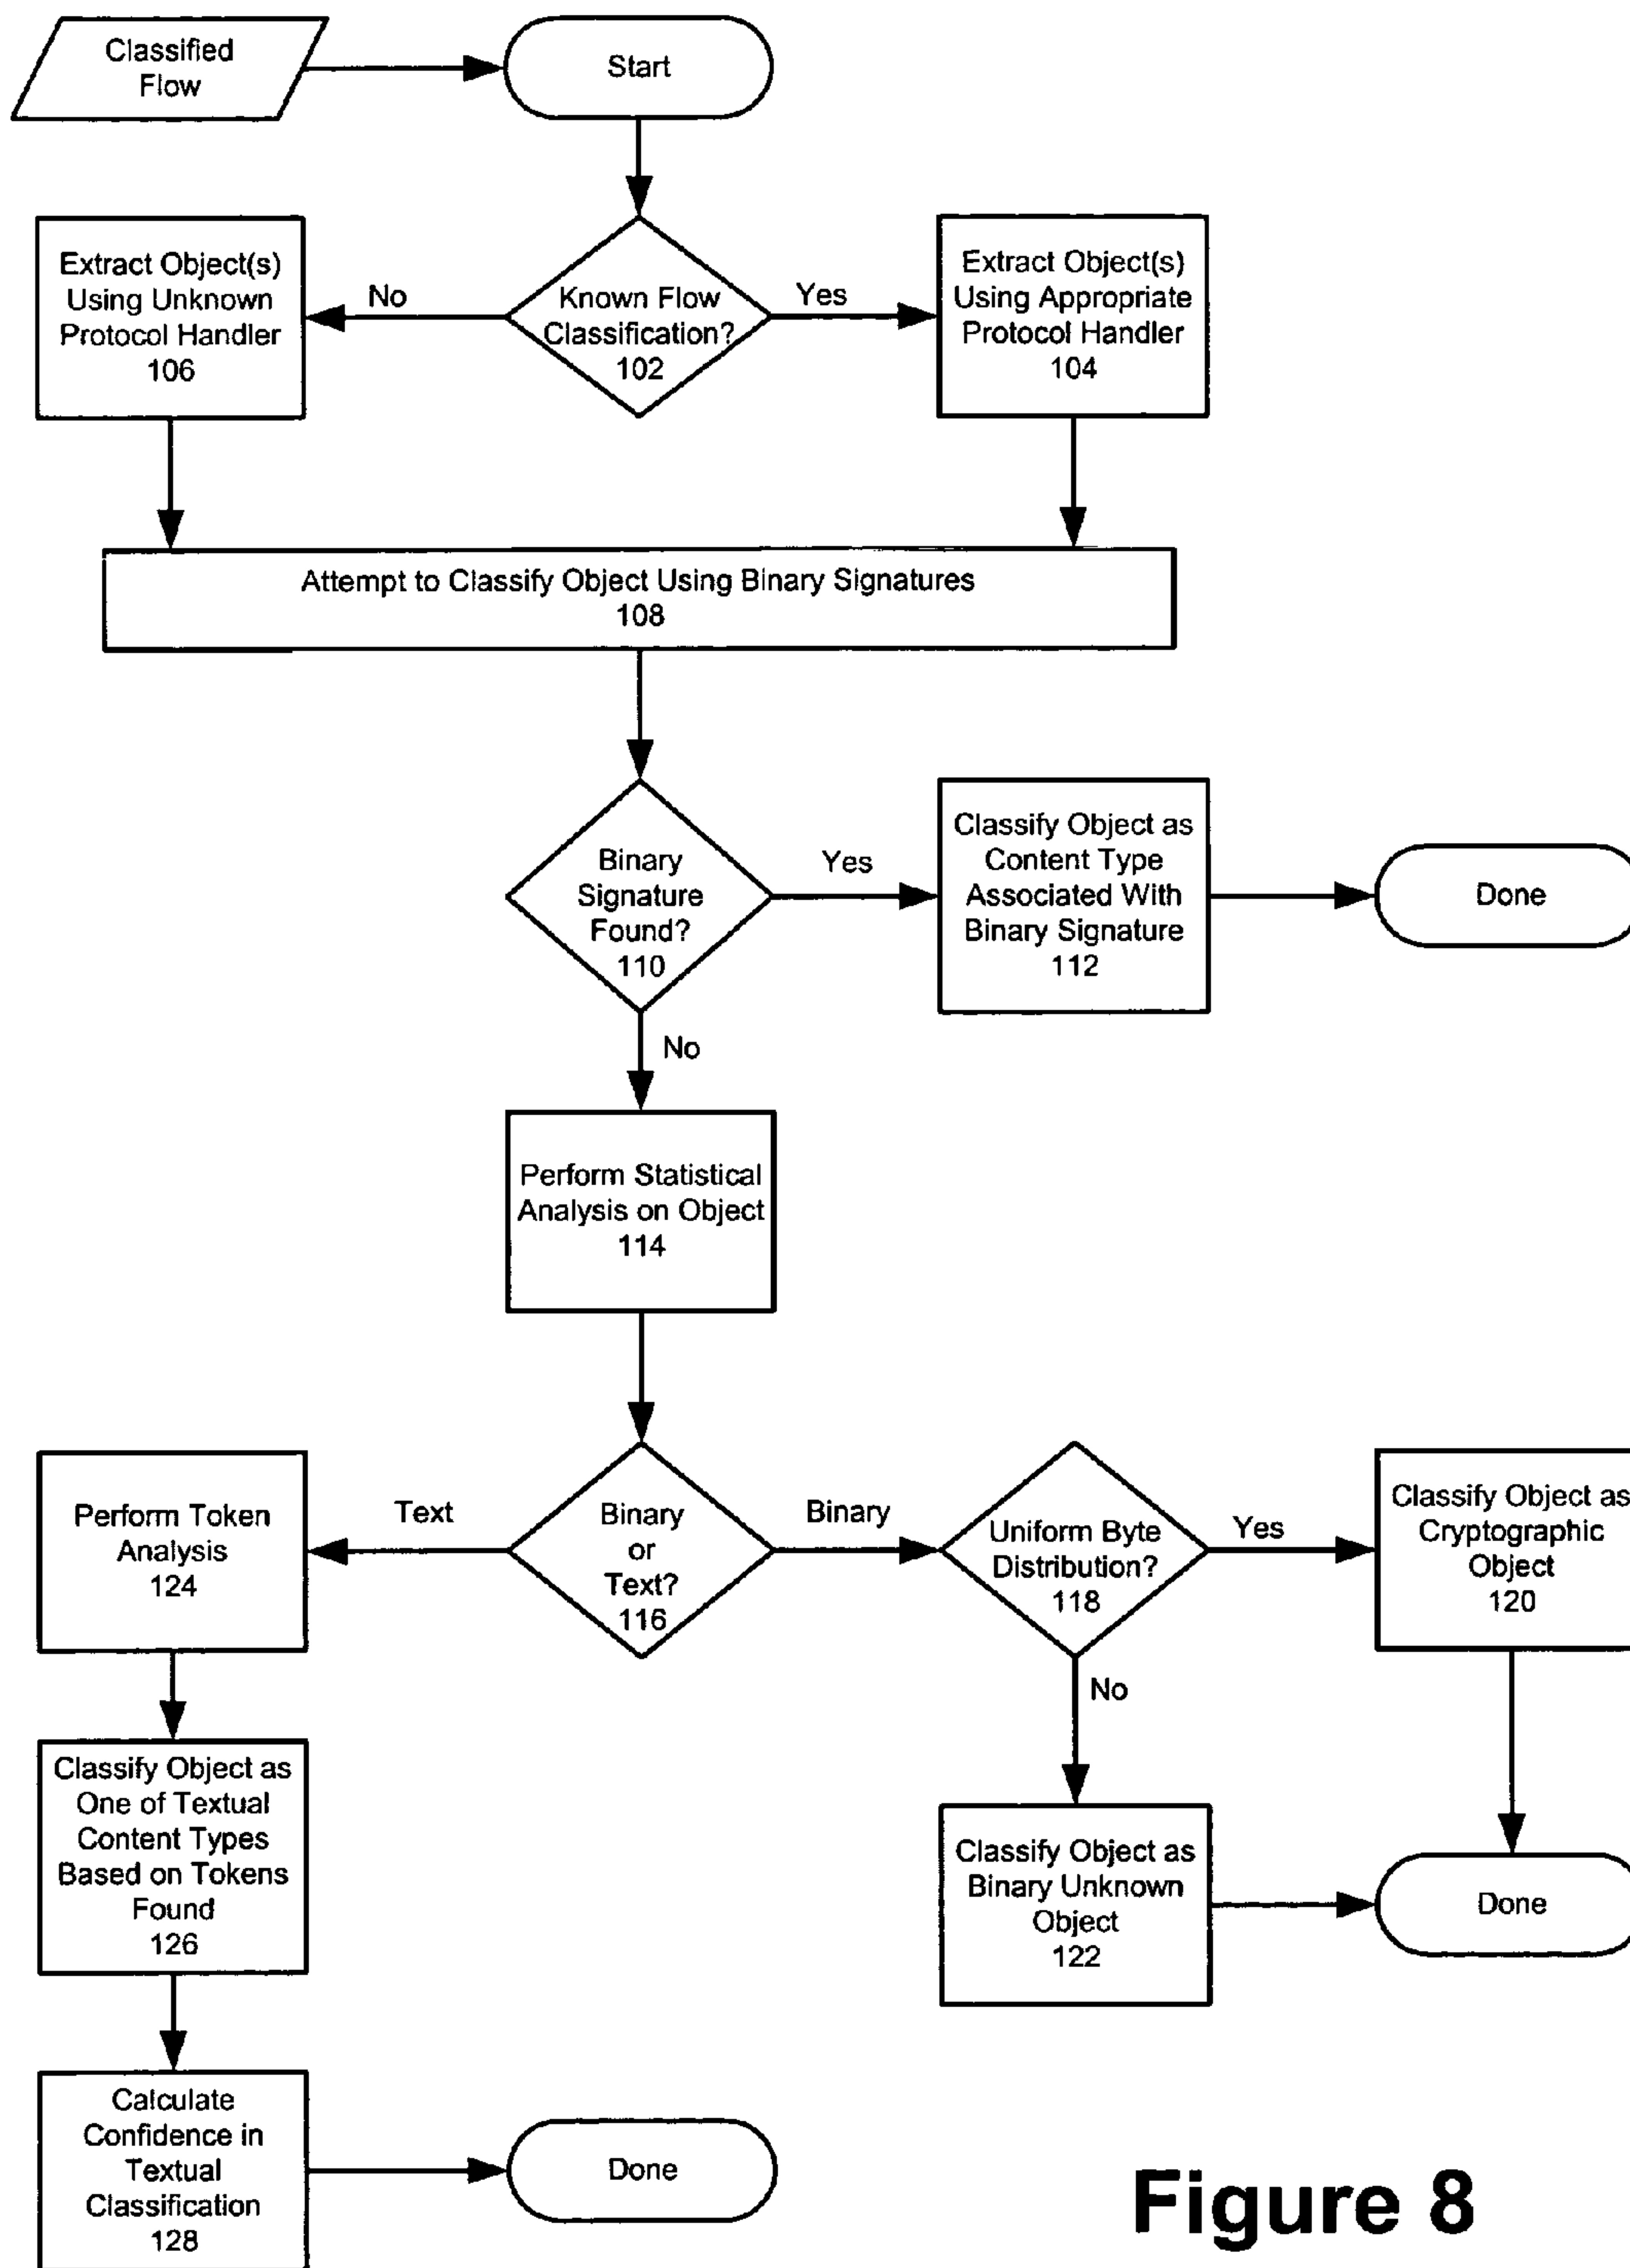 Classified
Flow
Start
Extract Object(s)
Using Unknown
Protocol Handler
106
No
Known Flow
Classification?
102
Yes
Extract Object(s)
Using Appropriate
Protocol Handler
104
Attempt to Classify Object Using Binary Signatures
108
Binary
Signature
Found?
110
Yes
Classify Object as
Content Type
Associated With
Binary Signature
112
Done
No
Perform Statistical
Analysis on Object
114
Perform Token
Analysis
124
Text
Binary
or
Text?
116
Binary
Uniform Byte
Distribution?
118
Yes
Classify Object as
Cryptographic
Object
120
No
Classify Object as
One of Textual
Content Types
Based on Tokens
Found
126
Classify Object as
Binary Unknown
Object
122
Done
Calculate
Confidence in
Textual
Classification
128
Done
Figure 8